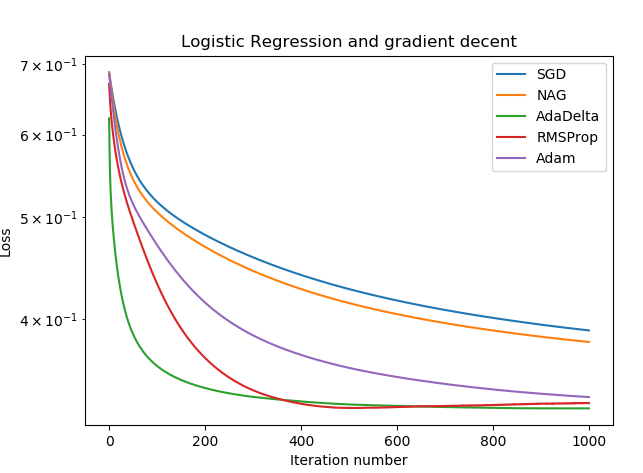 Logistic Regression and gradient decent
7 × 10⁻¹
6 × 10⁻¹
5 × 10⁻¹
4 × 10⁻¹
Loss
SGD
NAG
AdaDelta
RMSProp
Adam
0 200 400 600 800 1000
Iteration number